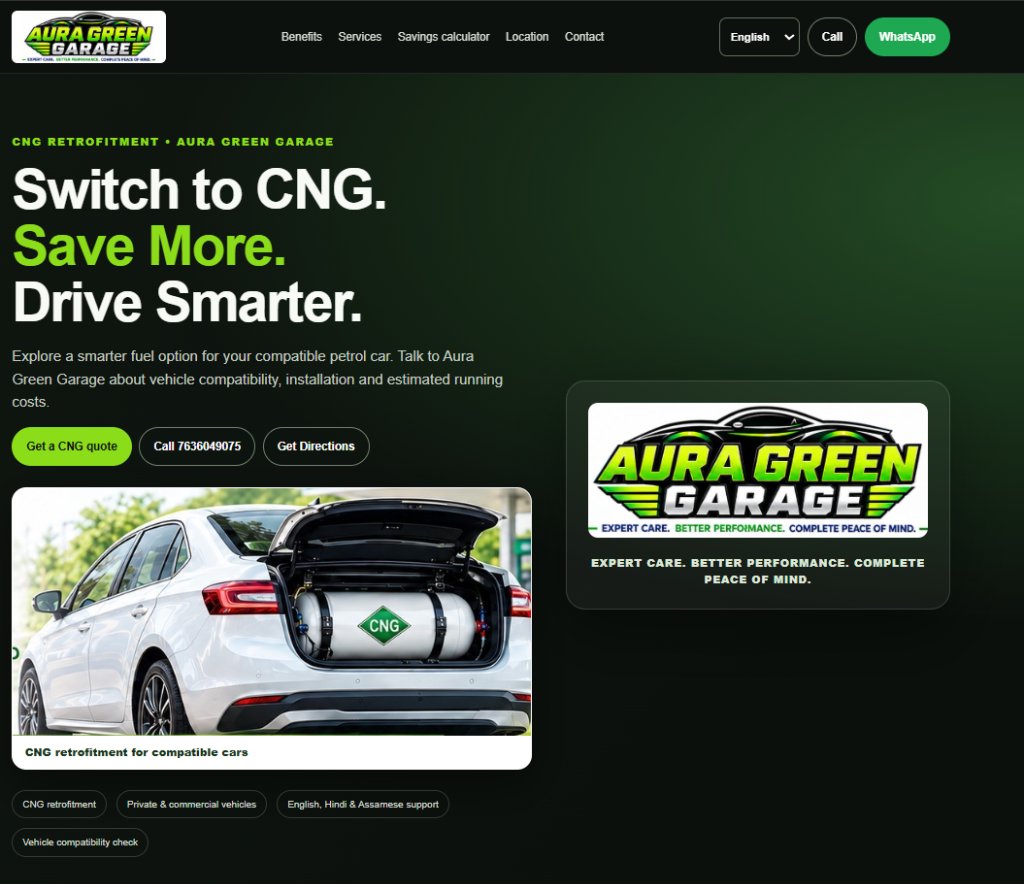 AURA GREEN
GARAGE
EXPERT CARE. BETTER PERFORMANCE. COMPLETE PEACE OF MIND.
Benefits
Services
Savings calculator
Location
Contact
English
Call
WhatsApp
CNG RETROFITMENT • AURA GREEN GARAGE
Switch to CNG.
Save More.
Drive Smarter.
Explore a smarter fuel option for your compatible petrol car. Talk to Aura
Green Garage about vehicle compatibility, installation and estimated running
costs.
Get a CNG quote
Call 7636049075
Get Directions
CNG
CNG retrofitment for compatible cars
CNG retrofitment
Private & commercial vehicles
English, Hindi & Assamese support
Vehicle compatibility check
AURA GREEN
GARAGE
EXPERT CARE. BETTER PERFOIMANCE. COMPLETE PEACE OF MIND.
EXPERT CARE. BETTER PERFORMANCE. COMPLETE
PEACE OF MIND.